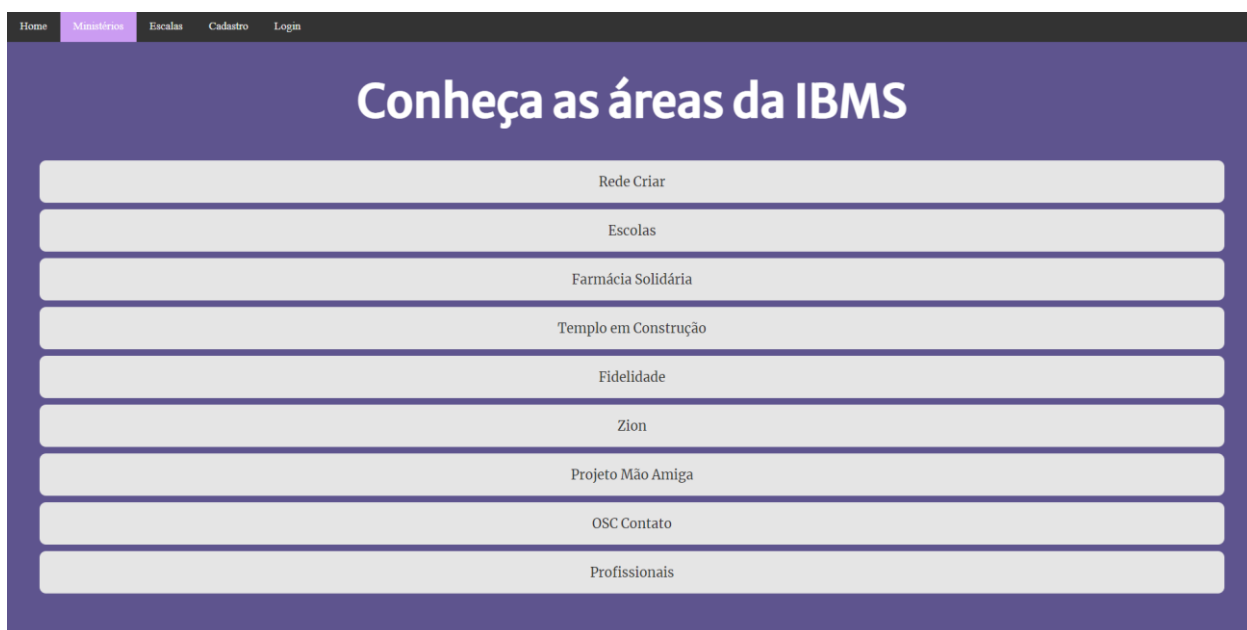 Home Ministérios Escalas Cadastro Login
Conheça as áreas da IBMS
Rede Criar
Escolas
Farmácia Solidária
Templo em Construção
Fidelidade
Zion
Projeto Mão Amiga
OSC Contato
Profissionais